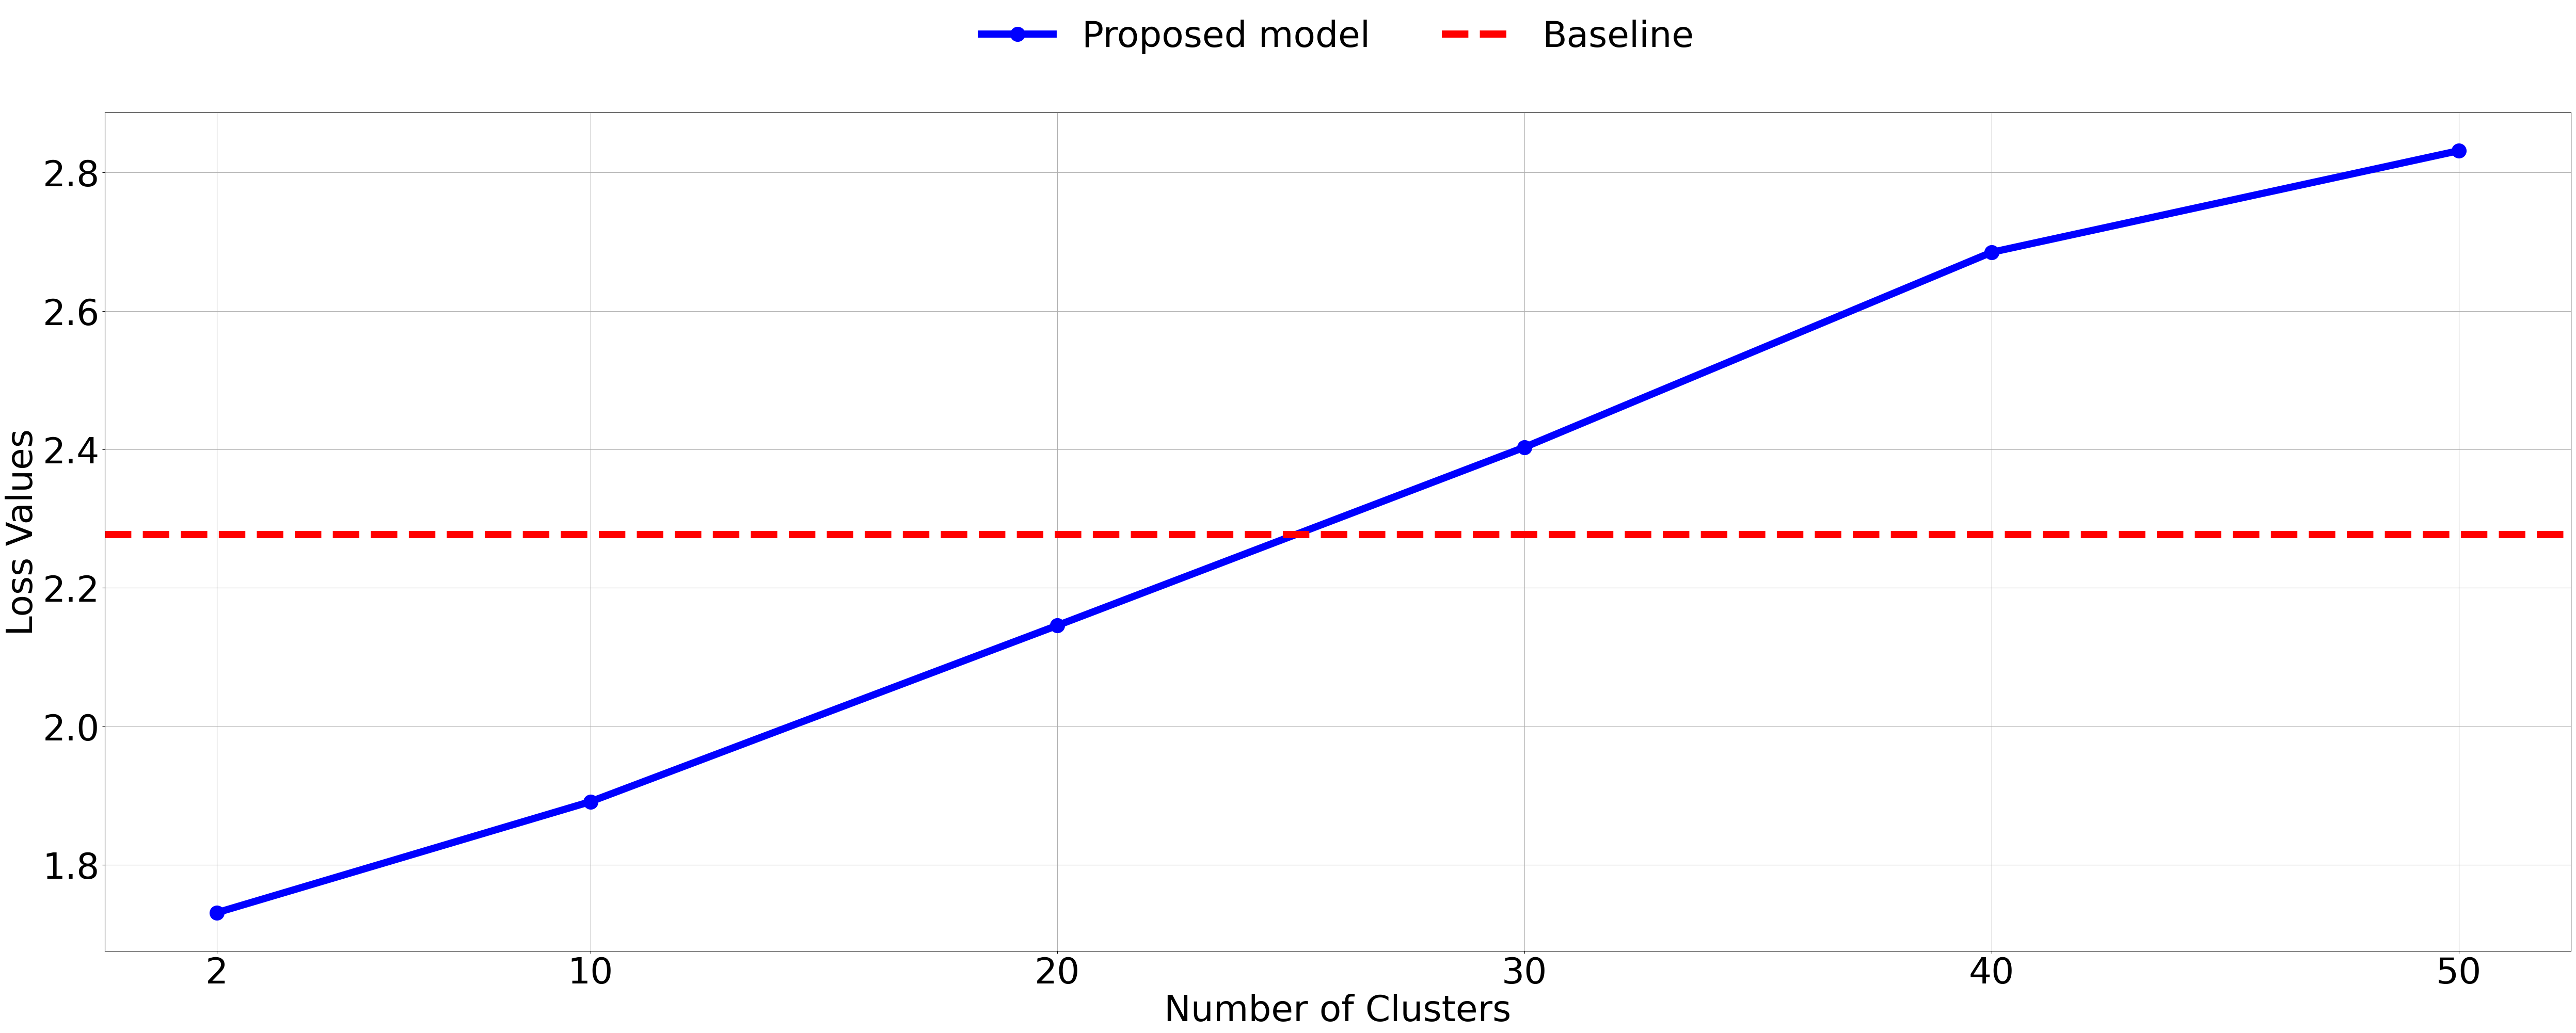 Proposed model
Baseline
Loss Values
2.8
2.6
2.4
2.2
2.0
1.8
2 10 20 30 40 50
Number of Clusters